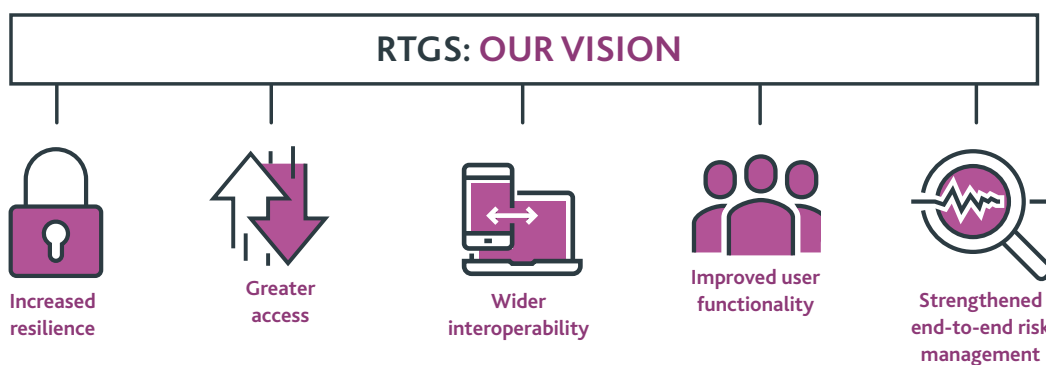 RTGS: OUR VISION
Increased
resilience
Greater
access
Wider
interoperability
Improved user
functionality
Strengthened
end-to-end risk
management